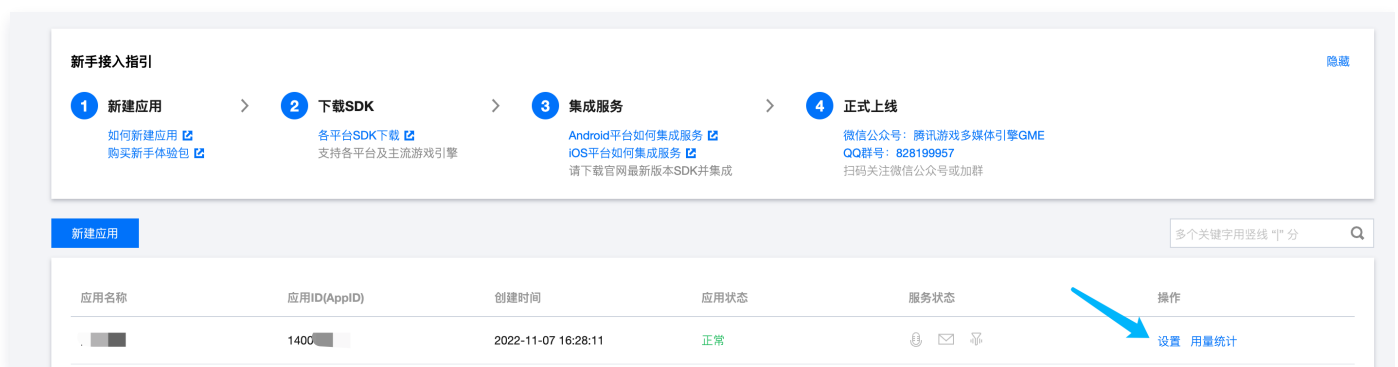 新手接入指引
隐藏
1 新建应用
2 下载SDK
3 集成服务
4 正式上线
如何新建应用
各平台SDK下载
Android平台如何集成服务
微信公众号：腾讯游戏多媒体引擎GME
购买新手体验包
支持各平台及主流游戏引擎
iOS平台如何集成服务
QQ群号：828199957
请下载官网最新版本SDK并集成
扫码关注微信公众号或加群
新建应用
多个关键字用竖线 "|" 分
应用名称 应用ID(AppID) 创建时间 应用状态 服务状态 操作
1400 2022-11-07 16:28:11 正常 设置 用量统计